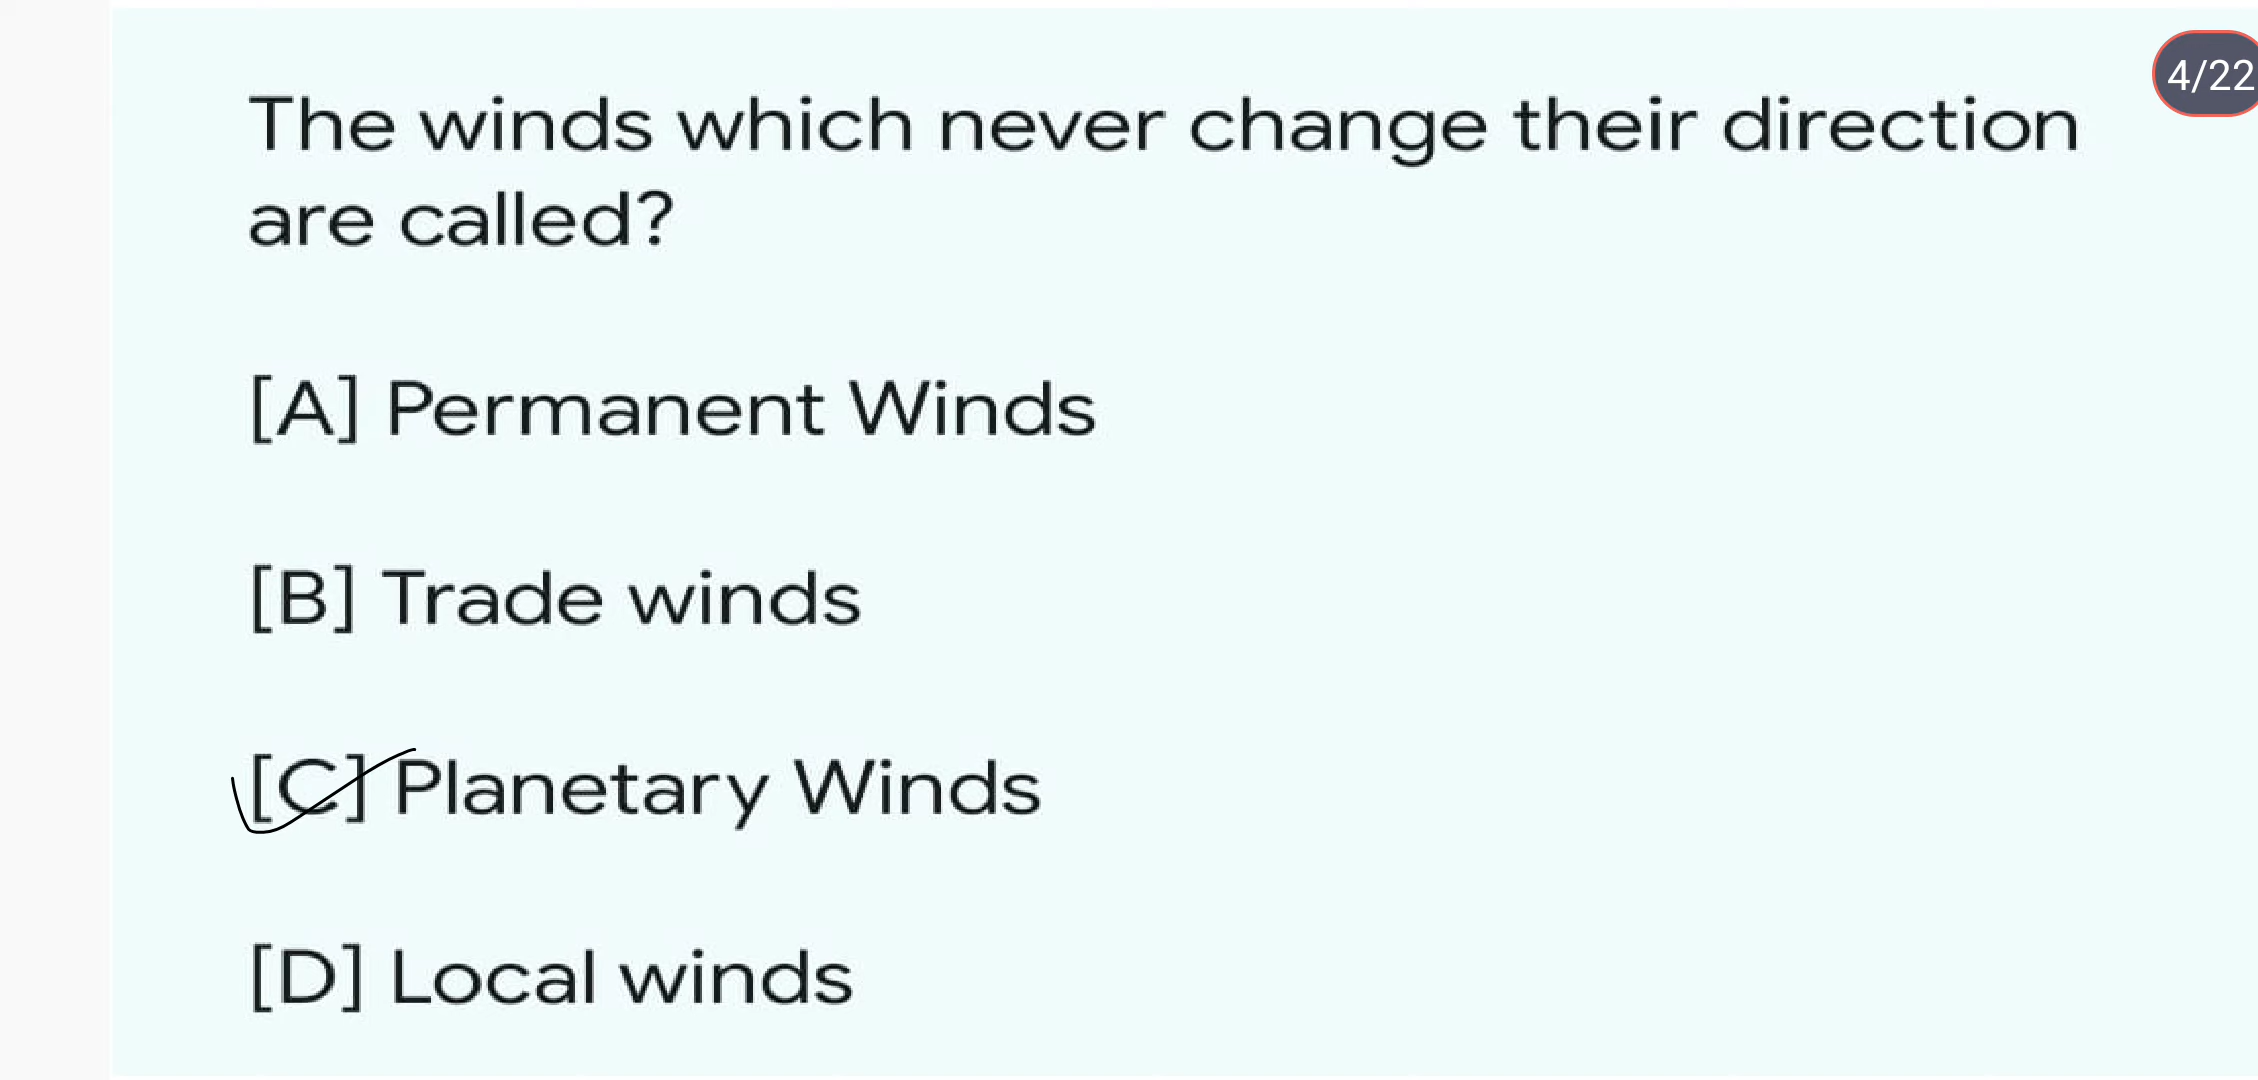 4/22
The winds which never change their direction
are called?
[A] Permanent Winds
[B] Trade winds
[C] Planetary Winds
[D] Local winds